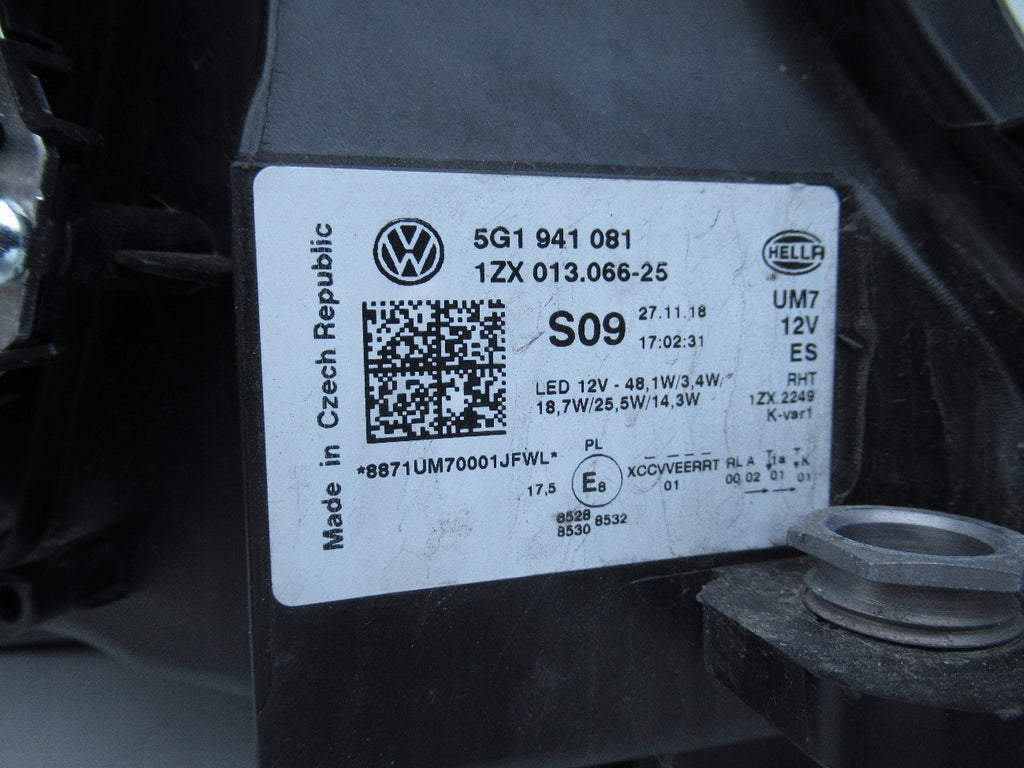 Made in Czech Republic
VW
5G1 941 081
1ZX 013.066-25
HELLA
S09
27.11.18
17:02:31
UM7
12V
ES
RHT
1ZX.2249
K-var1
LED 12V - 48,1W/3,4W/
18,7W/25,5W/14,3W
*8871UM70001JFWL*
PL
17,5
E8
XCCVVEERRT RL A 1a K
01 00 02 01 01
8528
8530 8532